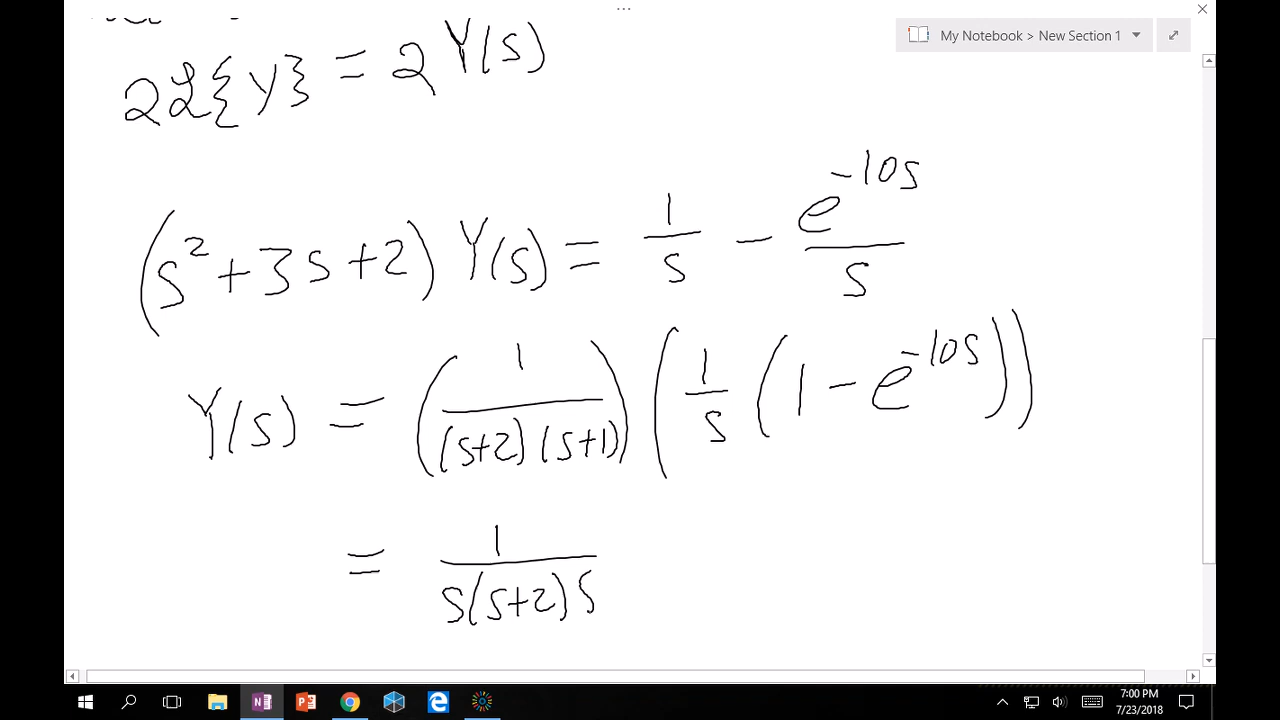 My Notebook > New Section 1
2ℒ{y} = 2Y(s)
(s²+3s+2) Y(s) = 1/s − e^(-10s)/s
Y(s) = (1/((s+2)(s+1))) (1/s (1 − e^(-10s)))
= 1/(s(s+2)s
7:00 PM
7/23/2018